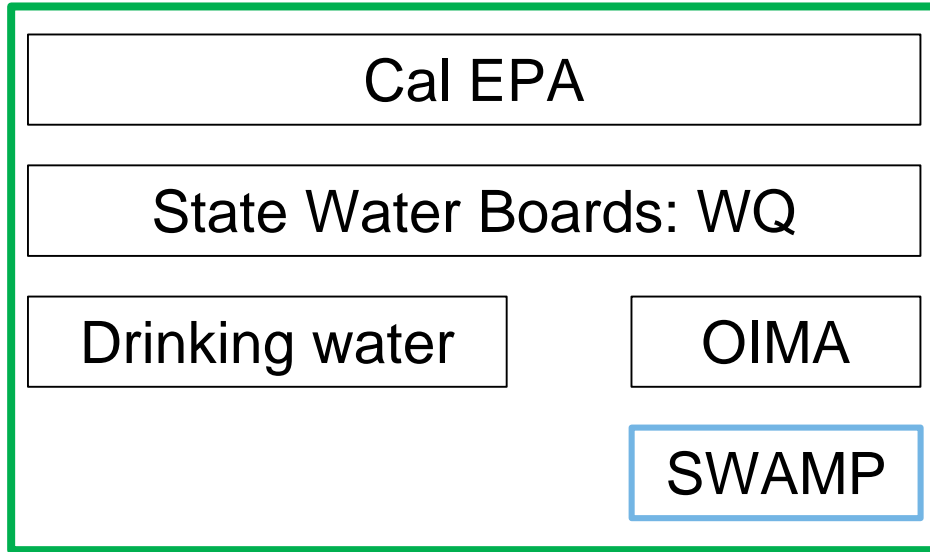 Cal EPA
State Water Boards: WQ
Drinking water
OIMA
SWAMP